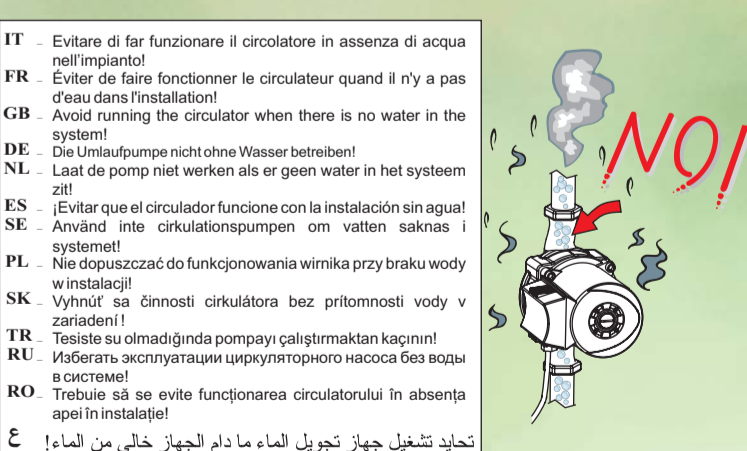 IT – Evitare di far funzionare il circolatore in assenza di acqua
nell'impianto!
FR – Éviter de faire fonctionner le circulateur quand il n'y a pas
d'eau dans l'installation!
GB – Avoid running the circulator when there is no water in the
system!
DE – Die Umlaufpumpe nicht ohne Wasser betreiben!
NL – Laat de pomp niet werken als er geen water in het systeem
zit!
ES – ¡Evitar que el circulador funcione con la instalación sin agua!
SE – Använd inte cirkulationspumpen om vatten saknas i
systemet!
PL – Nie dopuszczać do funkcjonowania wirnika przy braku wody
w instalacji!
SK – Vyhnúť sa činnosti cirkulátora bez prítomnosti vody v
zariadení !
TR – Tesiste su olmadığında pompayı çalıştırmaktan kaçının!
RU – Избегать эксплуатации циркуляторного насоса без воды
в системе!
RO – Trebuie să se evite funcționarea circulatorului în absența
apei în instalație!
ع تحايد تشغيل جهاز تجويل الماء ما دام الجهاز خالي من الماء!
NO!